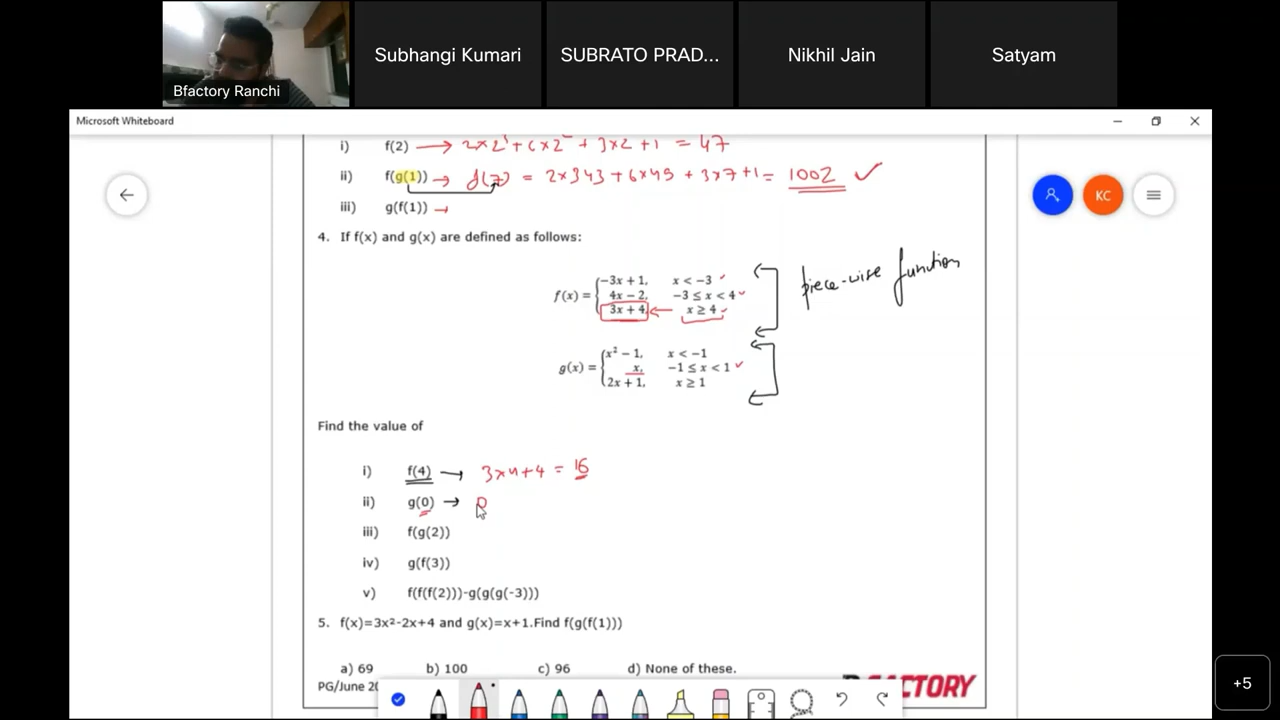 Bfactory Ranchi
Subhangi Kumari
SUBRATO PRAD...
Nikhil Jain
Satyam
Microsoft Whiteboard
i) f(2) → 2×2³ + 6×2² + 3×2 + 1 = 47
ii) f(g(1)) → f(7) = 2×343 + 6×49 + 3×7 + 1 = 1002 ✓
iii) g(f(1)) →
KC
4. If f(x) and g(x) are defined as follows:
piece-wise function
f(x) = { -3x + 1, x < -3 ✓
4x - 2, -3 ≤ x < 4 ✓
3x + 4, ← x ≥ 4 ✓
g(x) = { x² - 1, x < -1
x, -1 ≤ x < 1 ✓
2x + 1, x ≥ 1
Find the value of
i) f(4) → 3×4+4 = 16
ii) g(0) → 0
iii) f(g(2))
iv) g(f(3))
v) f(f(f(2)))-g(g(g(-3)))
5. f(x)=3x²-2x+4 and g(x)=x+1.Find f(g(f(1)))
a) 69 b) 100 c) 96 d) None of these.
PG/June 20
FACTORY
+5